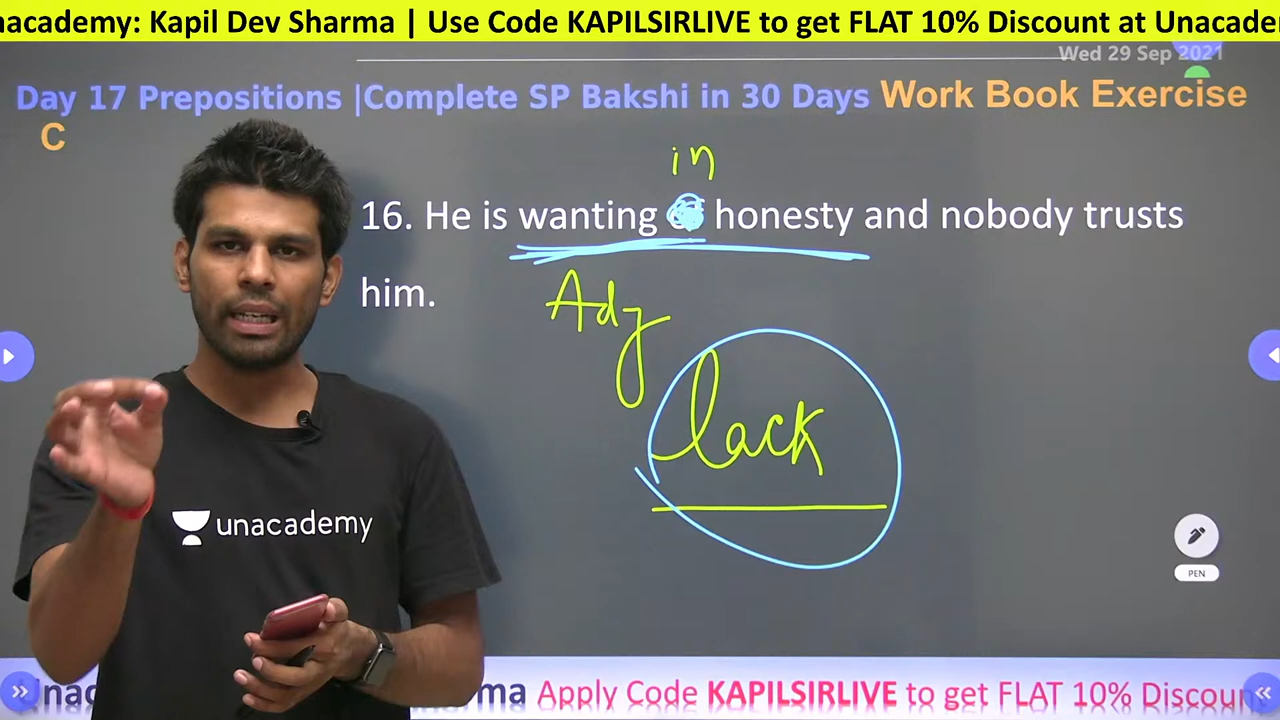 nacademy: Kapil Dev Sharma | Use Code KAPILSIRLIVE to get FLAT 10% Discount at Unacade
Wed 29 Sep 2021
Day 17 Prepositions |Complete SP Bakshi in 30 Days Work Book Exercise
C
in
16. He is wanting honesty and nobody trusts
him.
Adj
lack
unacademy
PEN
Unac rma Apply Code KAPILSIRLIVE to get FLAT 10% Discoun